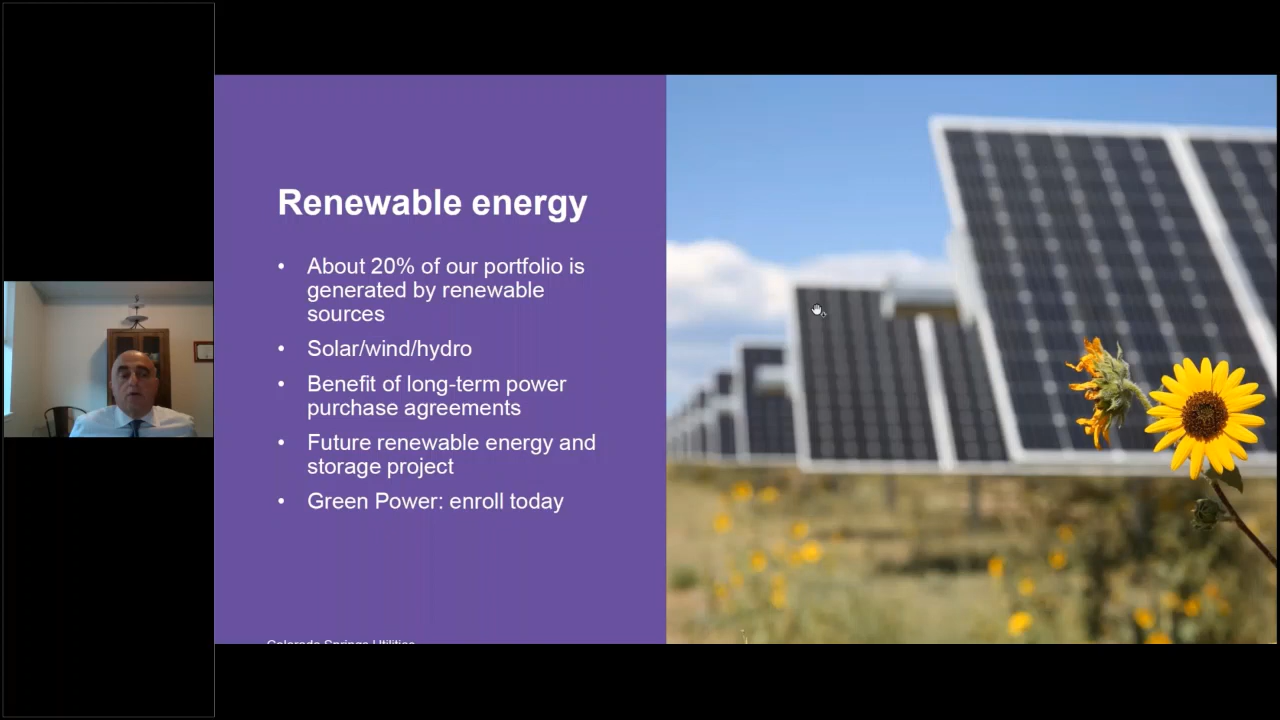 Renewable energy
• About 20% of our portfolio is
generated by renewable
sources
• Solar/wind/hydro
• Benefit of long-term power
purchase agreements
• Future renewable energy and
storage project
• Green Power: enroll today
Colorado Springs Utilities